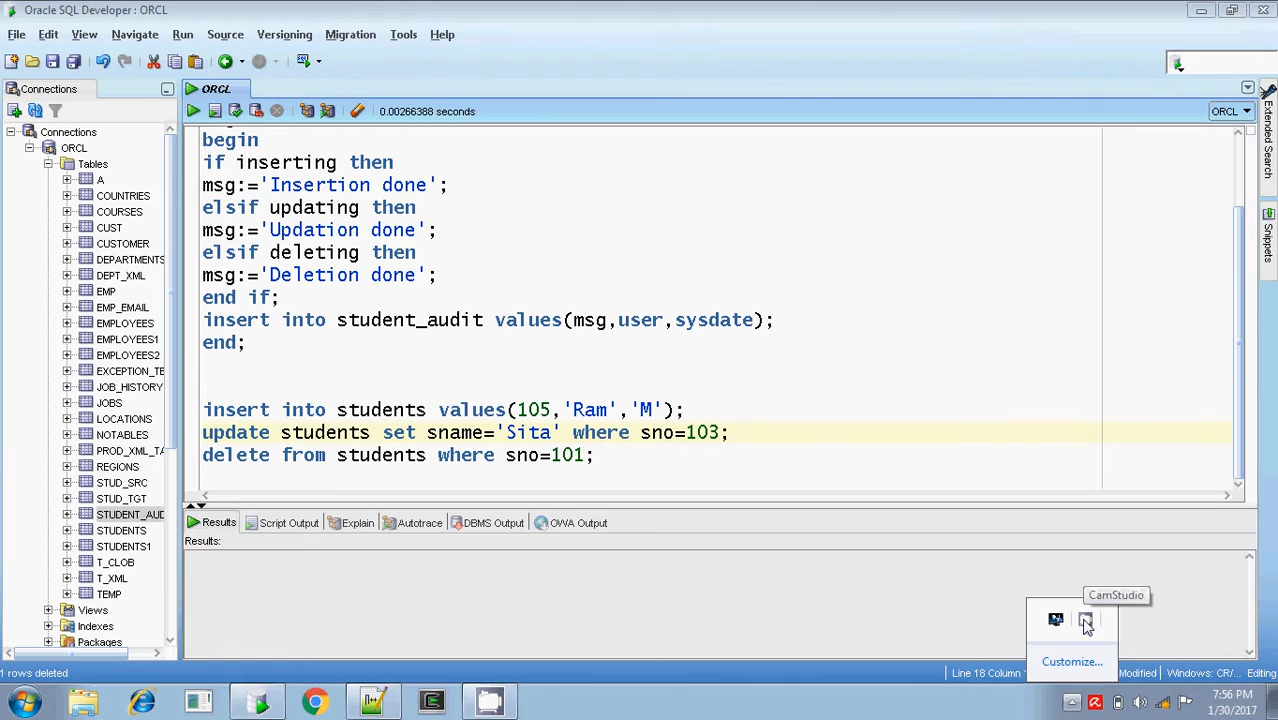 Oracle SQL Developer: ORCL
File Edit View Navigate Run Source Versioning Migration Tools Help
Connections
ORCL
0.00266388 seconds
ORCL
Connections
ORCL
Tables
A
COUNTRIES
COURSES
CUST
CUSTOMER
DEPARTMENTS
DEPT_XML
EMP
EMP_EMAIL
EMPLOYEES
EMPLOYEES1
EMPLOYEES2
EXCEPTION_TE
JOB_HISTORY
JOBS
LOCATIONS
NOTABLES
PROD_XML_TA
REGIONS
STUD_SRC
STUD_TGT
STUDENT_AUD
STUDENTS
STUDENTS1
T_CLOB
T_XML
TEMP
Views
Indexes
Packages
begin
if inserting then
msg:='Insertion done';
elsif updating then
msg:='Updation done';
elsif deleting then
msg:='Deletion done';
end if;
insert into student_audit values(msg,user,sysdate);
end;
insert into students values(105,'Ram','M');
update students set sname='Sita' where sno=103;
delete from students where sno=101;
Results Script Output Explain Autotrace DBMS Output OWA Output
Results:
Extended Search
Snippets
CamStudio
Customize...
1 rows deleted
Line 18 Column
Modified
Windows: CR/...
Editing
7:56 PM
1/30/2017